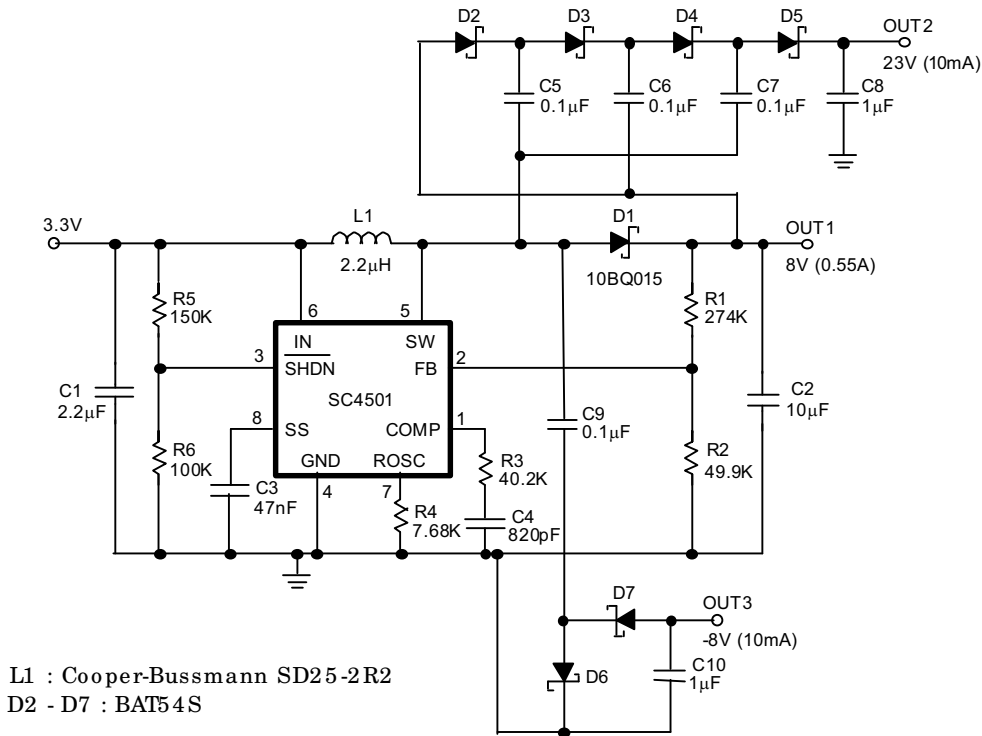 D2
D3
D4
D5
OUT2
23V (10mA)
C5
0.1µF
C6
0.1µF
C7
0.1µF
C8
1µF
3.3V
L1
2.2µH
D1
10BQ015
OUT1
8V (0.55A)
R5
150K
6
5
R1
274K
IN
SW
3
SHDN
FB
2
C1
2.2µF
SC4501
C2
10µF
8
SS
COMP
1
C9
0.1µF
R6
100K
GND
ROSC
R3
40.2K
R2
49.9K
C3
47nF
4
7
R4
7.68K
C4
820pF
D7
OUT3
-8V (10mA)
D6
C10
1µF
L1 : Cooper-Bussmann SD25-2R2
D2 - D7 : BAT54S